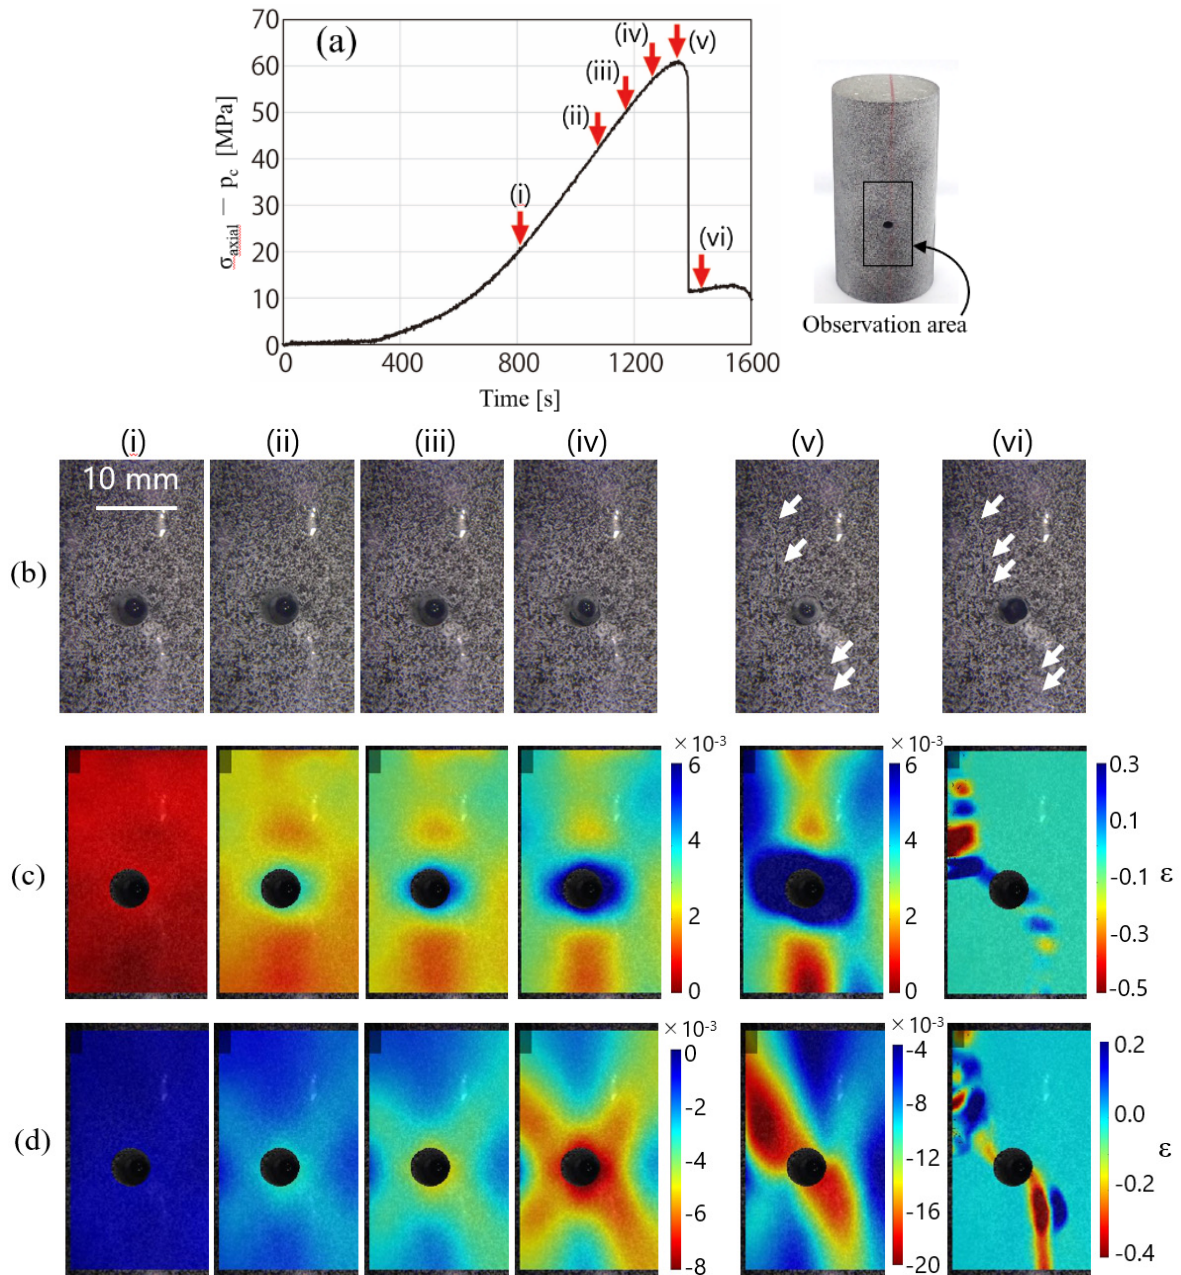 (a)
σaxial − pc [MPa]
70
60
50
40
30
20
10
0
(i)
(ii)
(iii)
(iv)
(v)
(vi)
0 400 800 1200 1600
Time [s]
Observation area
(i) (ii) (iii) (iv) (v) (vi)
(b)
10 mm
(c)
× 10-3
6
4
2
0
× 10-3
6
4
2
0
0.3
0.1
-0.1
-0.3
-0.5
ε
(d)
× 10-3
0
-2
-4
-6
-8
× 10-3
-4
-8
-12
-16
-20
0.2
0.0
-0.2
-0.4
ε